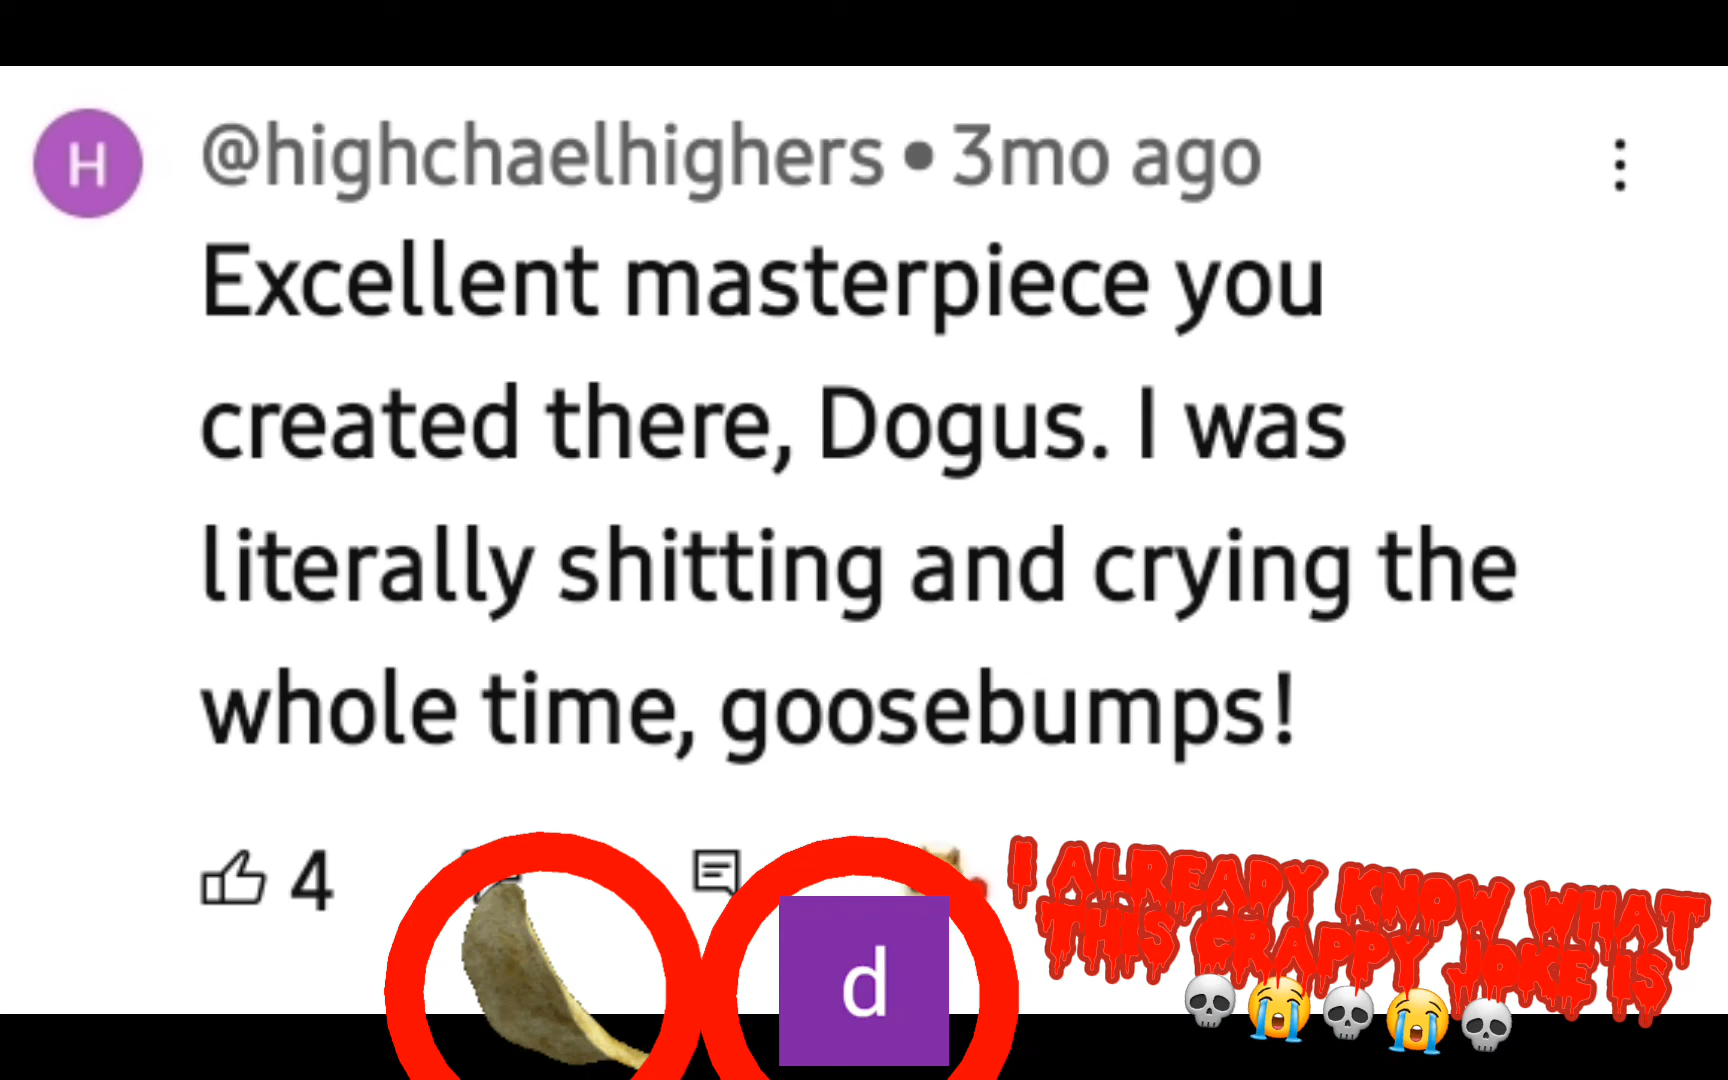 H
@highchaelhighers • 3mo ago
Excellent masterpiece you
created there, Dogus. I was
literally shitting and crying the
whole time, goosebumps!
4
d
I ALREADY KNOW WHAT
THIS CRAPPY JOKE IS
💀😭💀😭💀